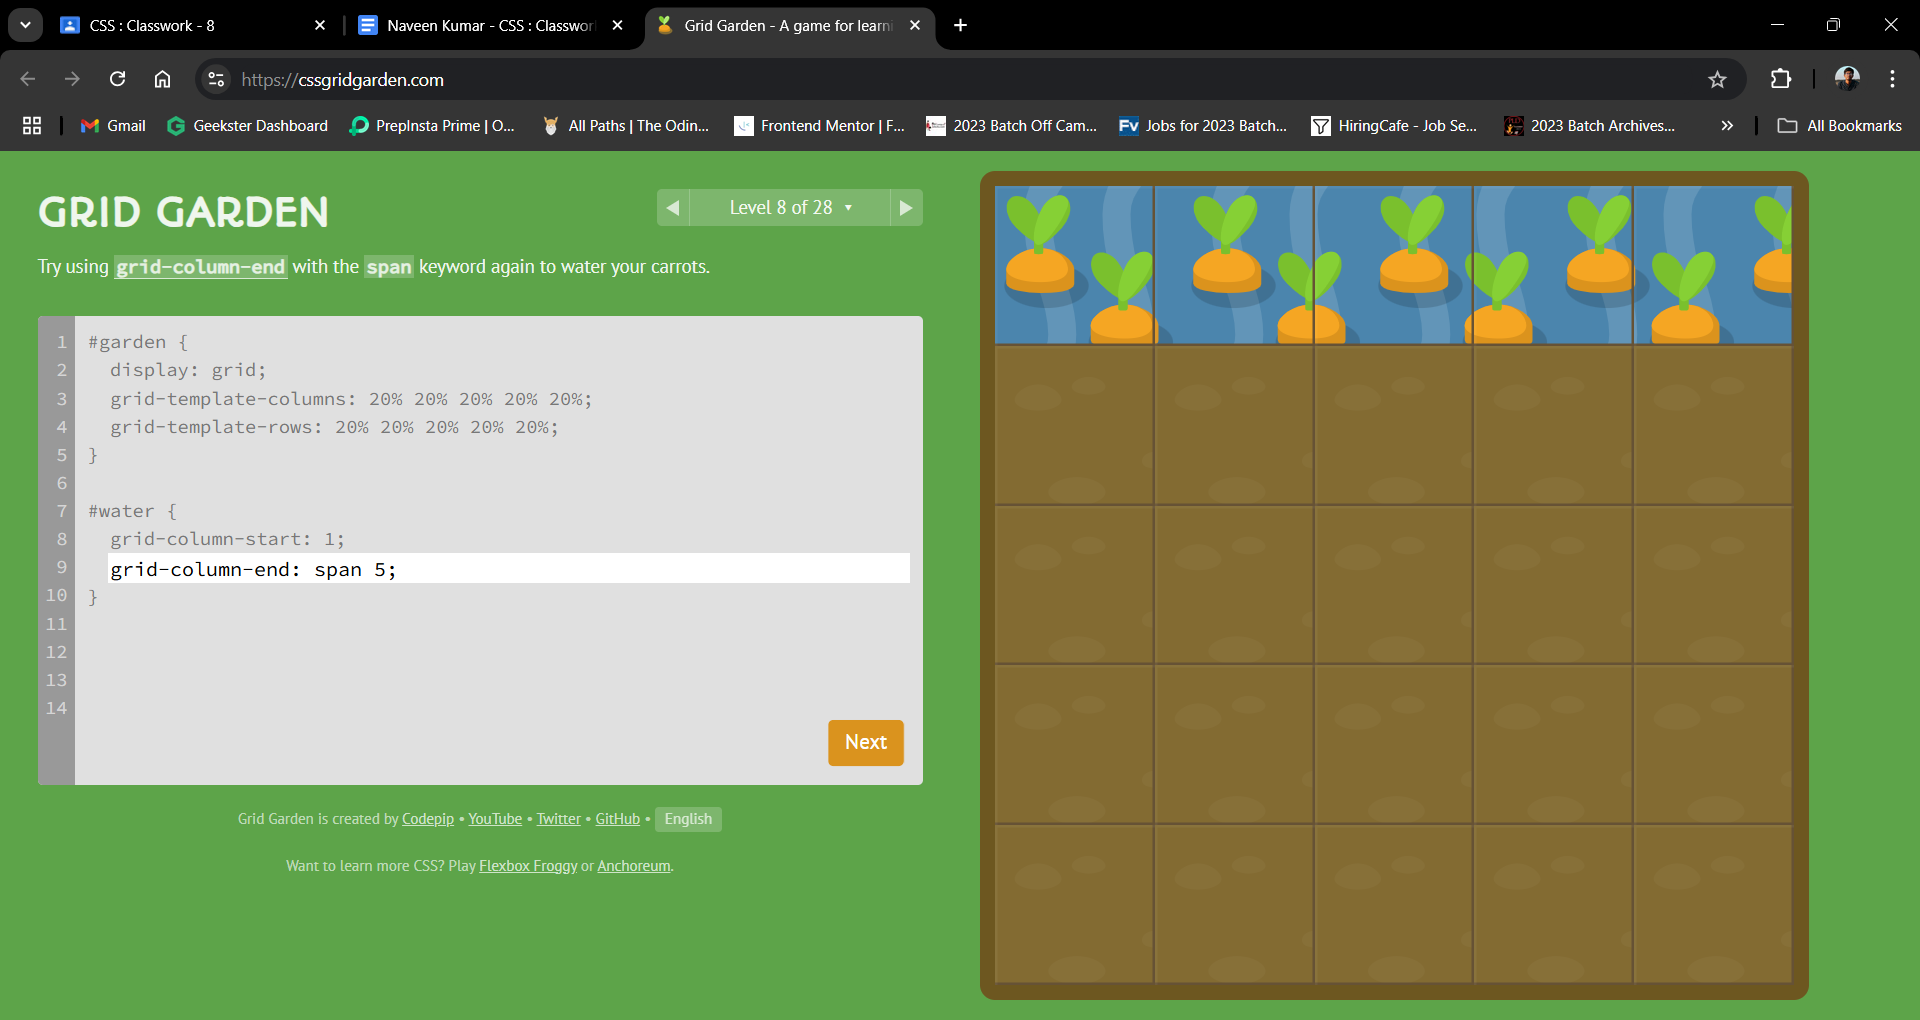 CSS : Classwork - 8
Naveen Kumar - CSS : Classwor
Grid Garden - A game for learni
https://cssgridgarden.com
Gmail
Geekster Dashboard
PrepInsta Prime | O...
All Paths | The Odin...
Frontend Mentor | F...
2023 Batch Off Cam...
Fv Jobs for 2023 Batch...
HiringCafe - Job Se...
2023 Batch Archives...
All Bookmarks
GRID GARDEN
Level 8 of 28
Try using grid-column-end with the span keyword again to water your carrots.
1 #garden {
2 display: grid;
3 grid-template-columns: 20% 20% 20% 20% 20%;
4 grid-template-rows: 20% 20% 20% 20% 20%;
5 }
6
7 #water {
8 grid-column-start: 1;
9 grid-column-end: span 5;
10 }
11
12
13
14
Next
Grid Garden is created by Codepip • YouTube • Twitter • GitHub • English
Want to learn more CSS? Play Flexbox Froggy or Anchoreum.